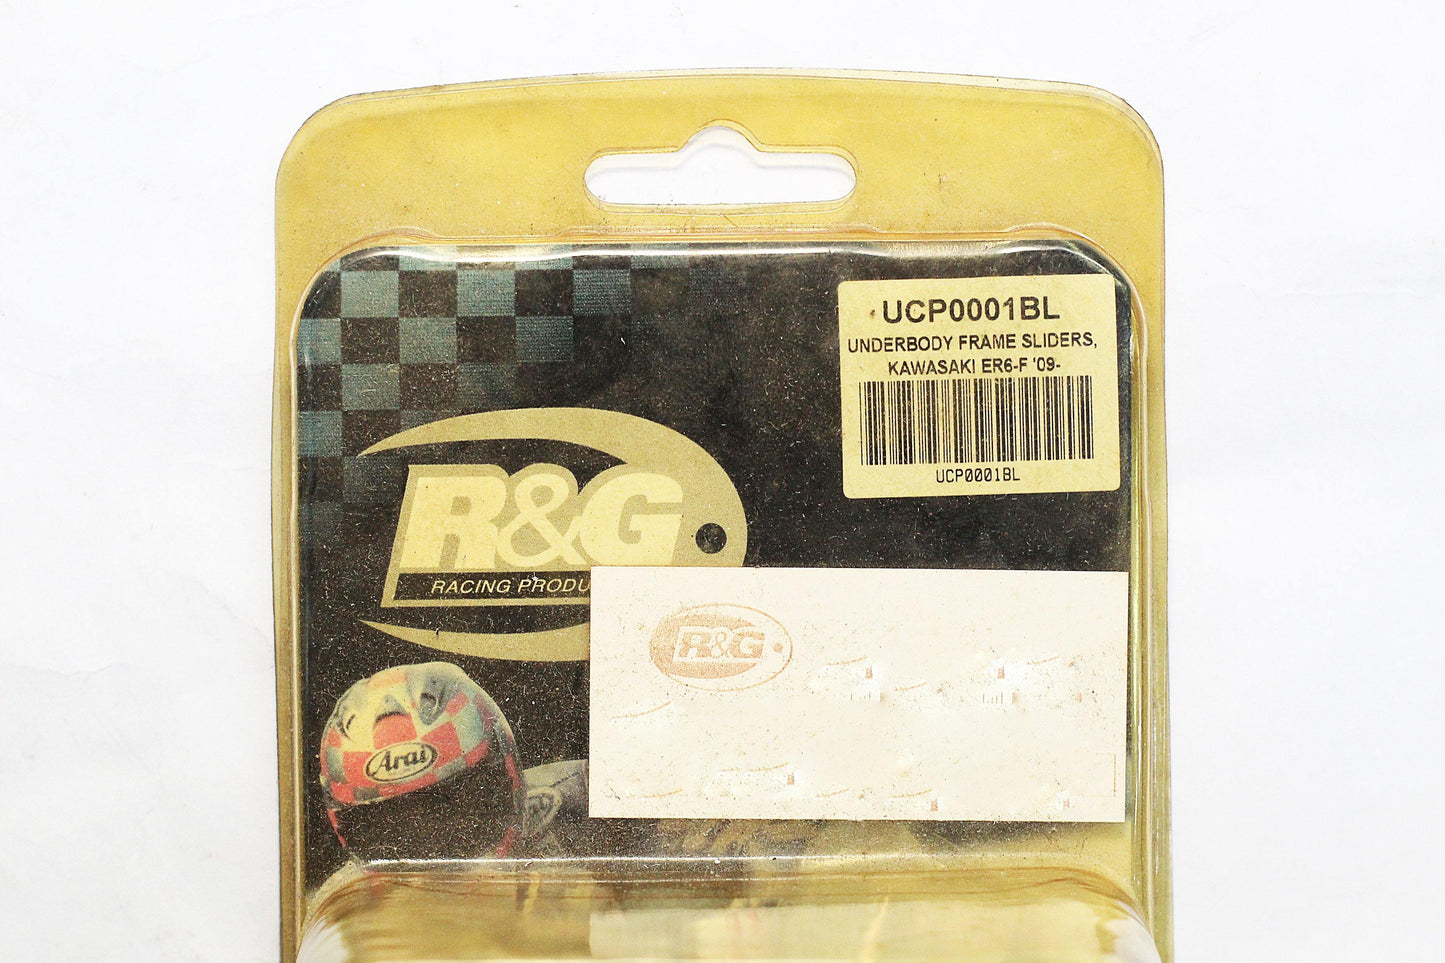 UCP0001BL
UNDERBODY FRAME SLIDERS,
KAWASAKI ER6-F '09-
UCP0001BL
R&G
RACING PRODU
R&G
Arai